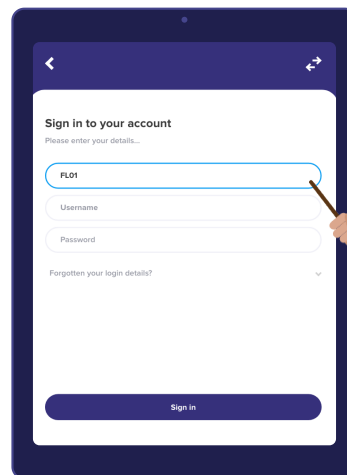 Sign in to your account
Please enter your details...
FL01
Username
Password
Forgotten your login details?
Sign in